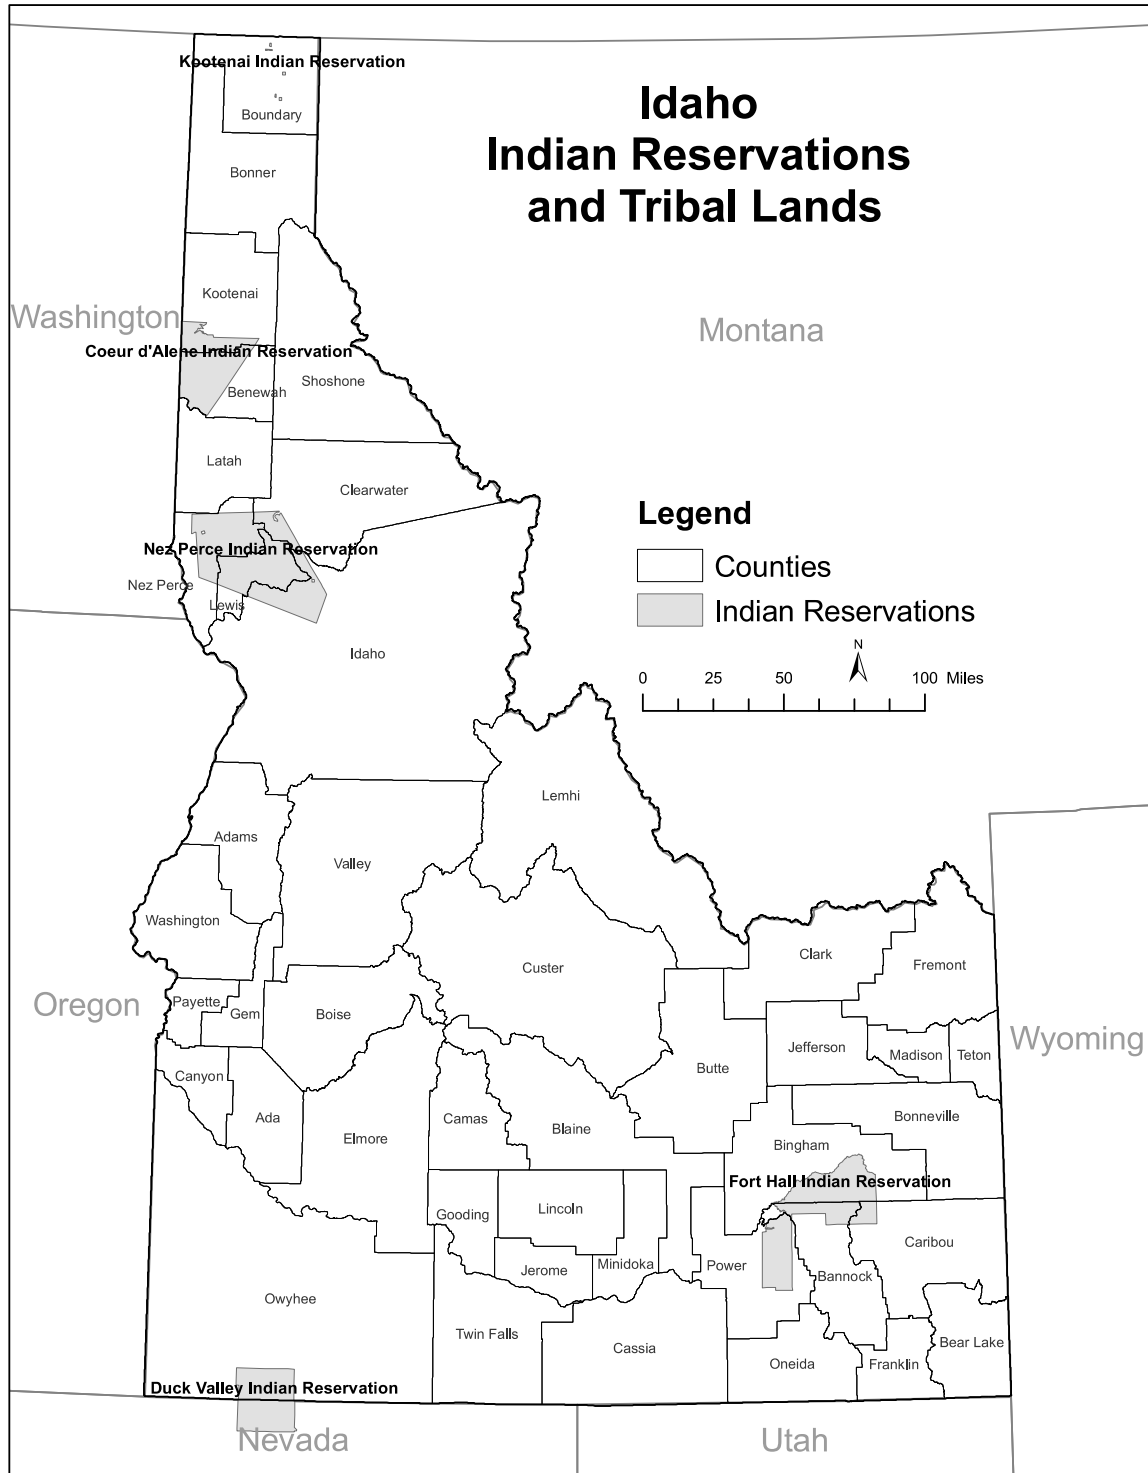 Kootenai Indian Reservation
Idaho
Indian Reservations
and Tribal Lands
Boundary
Bonner
Kootenai
Washington
Montana
Coeur d'Alene Indian Reservation
Shoshone
Benewah
Latah
Clearwater
Legend
Nez Perce Indian Reservation
Counties
Nez Perce
Lewis
Indian Reservations
N
Idaho
0 25 50 100 Miles
Lemhi
Adams
Valley
Washington
Clark
Custer
Fremont
Oregon
Payette
Gem
Boise
Wyoming
Jefferson
Madison
Teton
Canyon
Butte
Ada
Camas
Blaine
Bonneville
Elmore
Bingham
Fort Hall Indian Reservation
Gooding
Lincoln
Caribou
Jerome
Minidoka
Power
Bannock
Owyhee
Twin Falls
Cassia
Bear Lake
Oneida
Franklin
Duck Valley Indian Reservation
Nevada
Utah